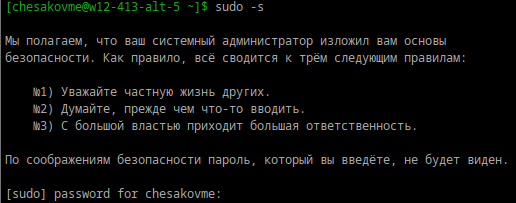 [chesakovme@w12-413-alt-5 ~]$ sudo -s
Мы полагаем, что ваш системный администратор изложил вам основы
безопасности. Как правило, всё сводится к трём следующим правилам:
№1) Уважайте частную жизнь других.
№2) Думайте, прежде чем что-то вводить.
№3) С большой властью приходит большая ответственность.
По соображениям безопасности пароль, который вы введёте, не будет виден.
[sudo] password for chesakovme: